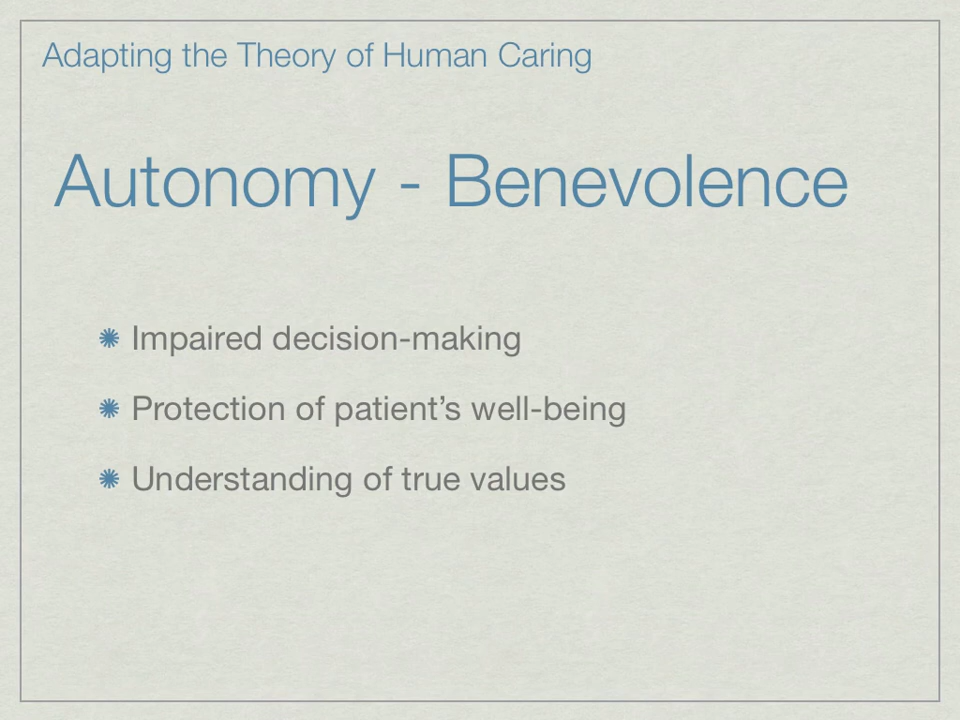 Adapting the Theory of Human Caring
Autonomy - Benevolence
Impaired decision-making
Protection of patient’s well-being
Understanding of true values